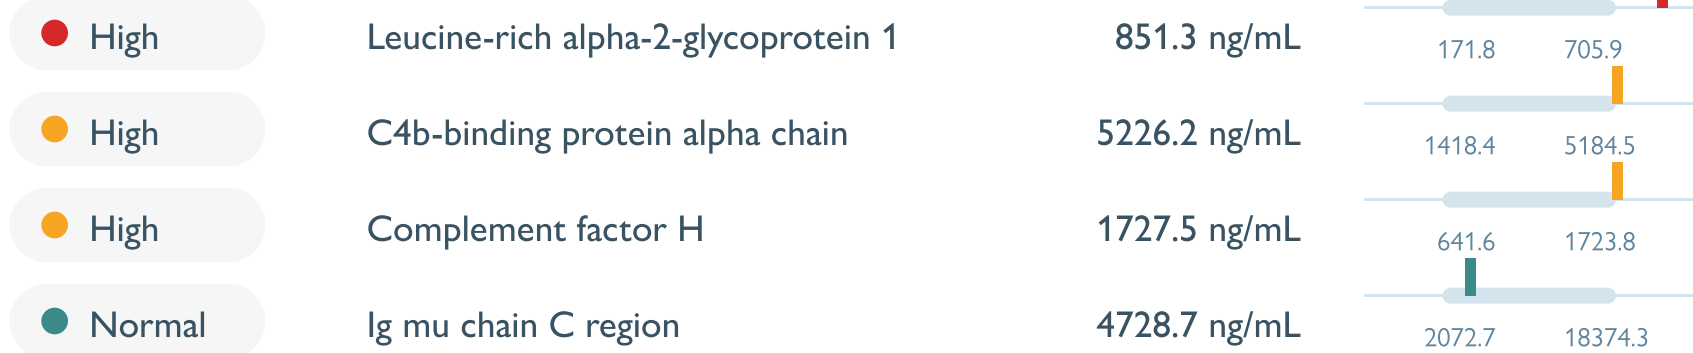 High Leucine-rich alpha-2-glycoprotein 1 851.3 ng/mL
171.8 705.9
High C4b-binding protein alpha chain 5226.2 ng/mL
1418.4 5184.5
High Complement factor H 1727.5 ng/mL
641.6 1723.8
Normal Ig mu chain C region 4728.7 ng/mL
2072.7 18374.3